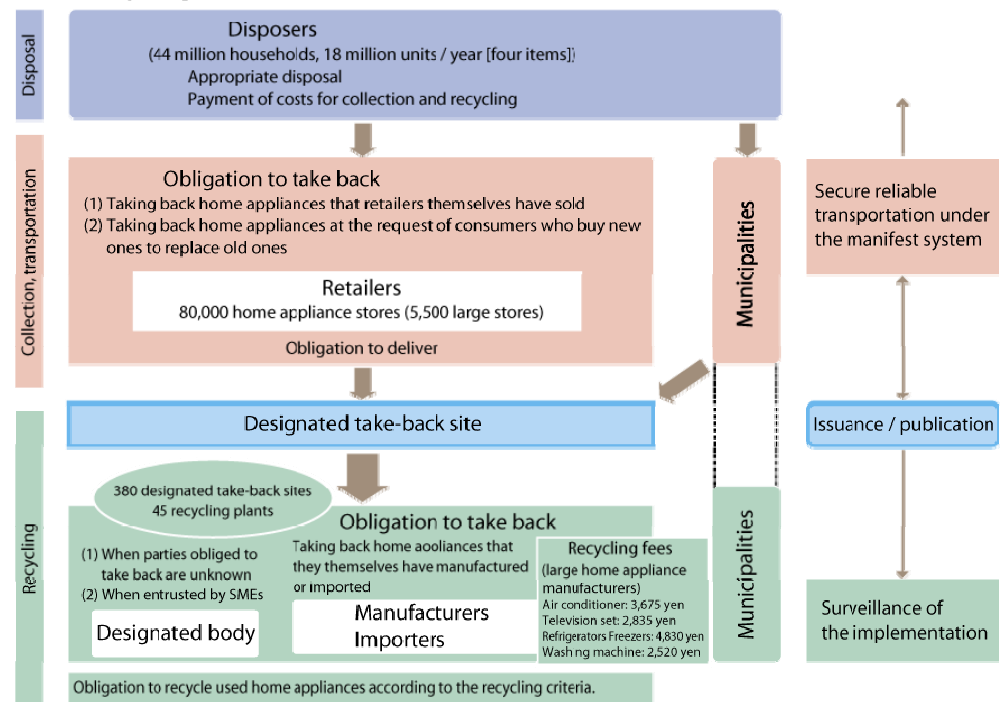 Disposal
Disposers
(44 million households, 18 million units / year [four items])
Appropriate disposal
Payment of costs for collection and recycling
Collection, transportation
Obligation to take back
(1) Taking back home appliances that retailers themselves have sold
(2) Taking back home appliances at the request of consumers who buy new
ones to replace old ones
Retailers
80,000 home appliance stores (5,500 large stores)
Obligation to deliver
Municipalities
Secure reliable
transportation under
the manifest system
Designated take-back site
Issuance / publication
Recycling
380 designated take-back sites
45 recycling plants
Obligation to take back
(1) When parties obliged to
take back are unknown
(2) When entrusted by SMEs
Designated body
Taking back home aooliances that
they themselves have manufactured
or imported
Manufacturers
Importers
Recycling fees
(large home appliance
manufacturers)
Air conditioner: 3,675 yen
Television set: 2,835 yen
Refrigerators Freezers: 4,830 yen
Washing machine: 2,520 yen
Municipalities
Surveillance of
the implementation
Obligation to recycle used home appliances according to the recycling criteria.